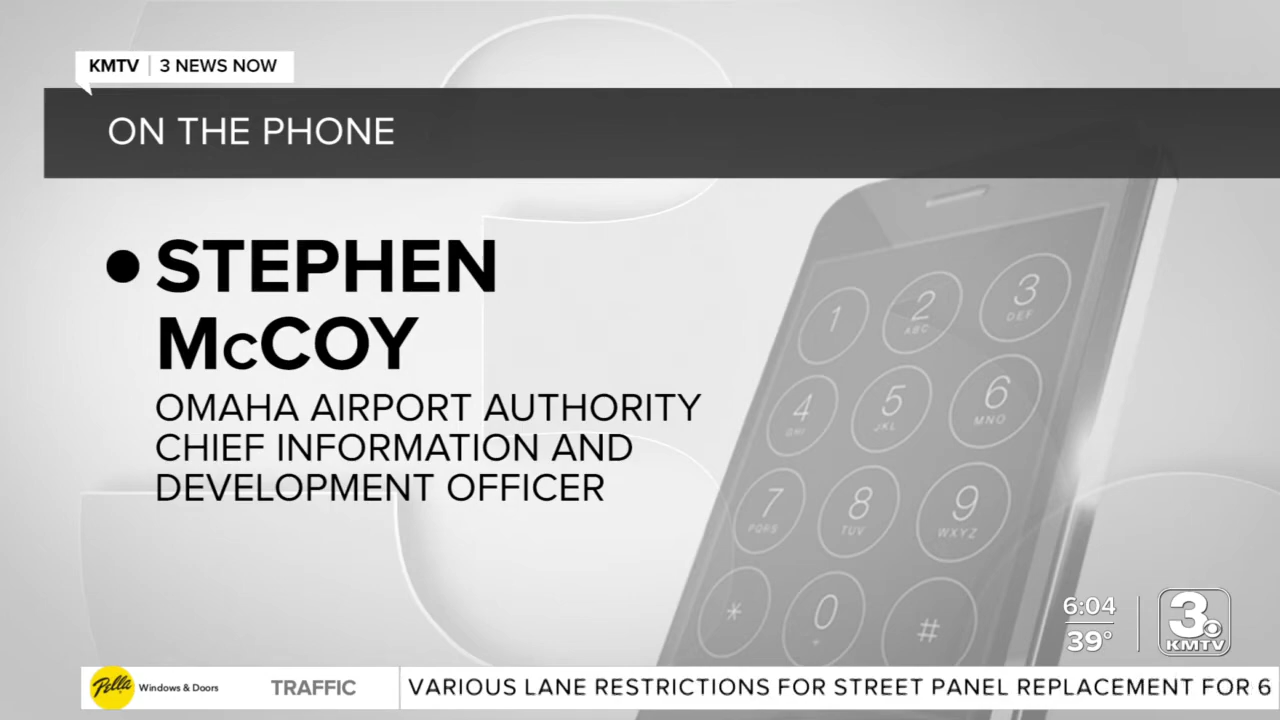 KMTV | 3 NEWS NOW
ON THE PHONE
• STEPHEN
McCOY
OMAHA AIRPORT AUTHORITY
CHIEF INFORMATION AND
DEVELOPMENT OFFICER
1
2
ABC
3
DEF
4
GHI
5
JKL
6
MNO
7
PQRS
8
TUV
9
WXYZ
*
0
+
#
6:04
39°
3
KMTV
Pella Windows & Doors
TRAFFIC
VARIOUS LANE RESTRICTIONS FOR STREET PANEL REPLACEMENT FOR 6